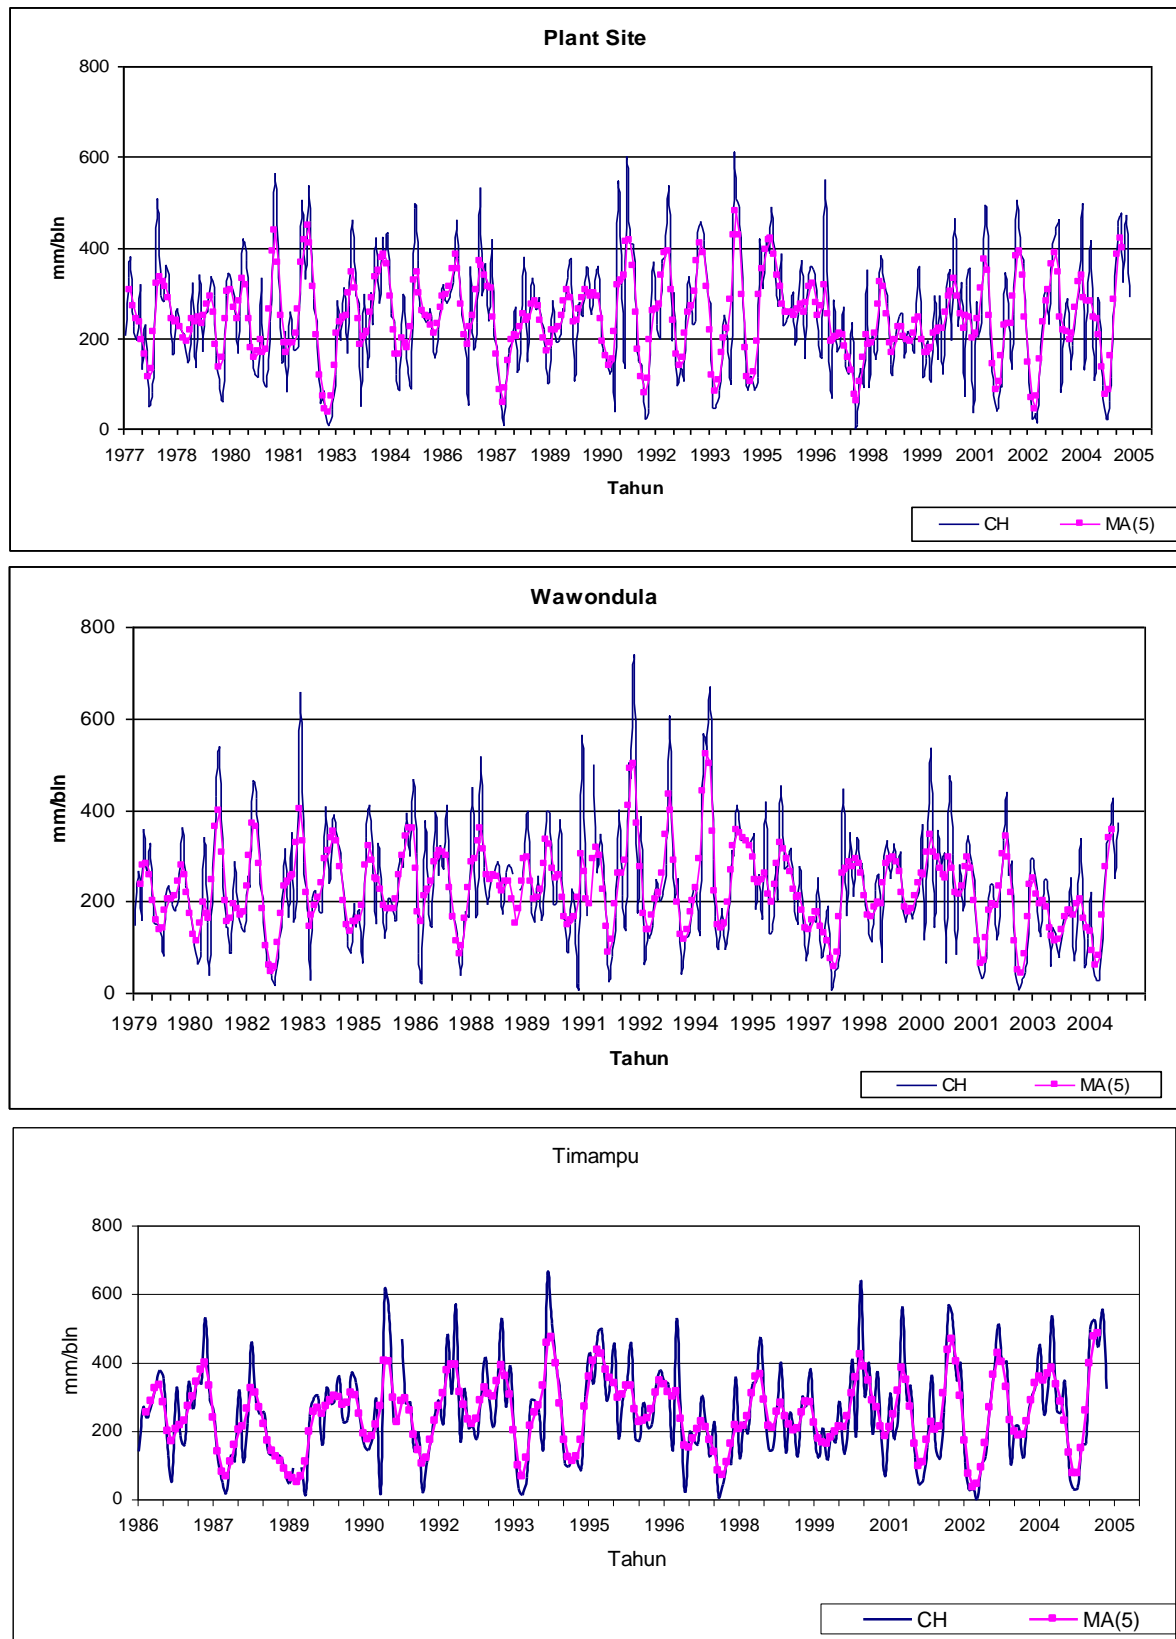 Plant Site
800
600
400
200
0
mm/bln
1977 1978 1980 1981 1983 1984 1986 1987 1989 1990 1992 1993 1995 1996 1998 1999 2001 2002 2004 2005
Tahun
CH MA(5)
Wawondula
800
600
400
200
0
mm/bln
1979 1980 1982 1983 1985 1986 1988 1989 1991 1992 1994 1995 1997 1998 2000 2001 2003 2004
Tahun
CH MA(5)
Timampu
800
600
400
200
0
mm/bln
1986 1987 1989 1990 1992 1993 1995 1996 1998 1999 2001 2002 2004 2005
Tahun
CH MA(5)